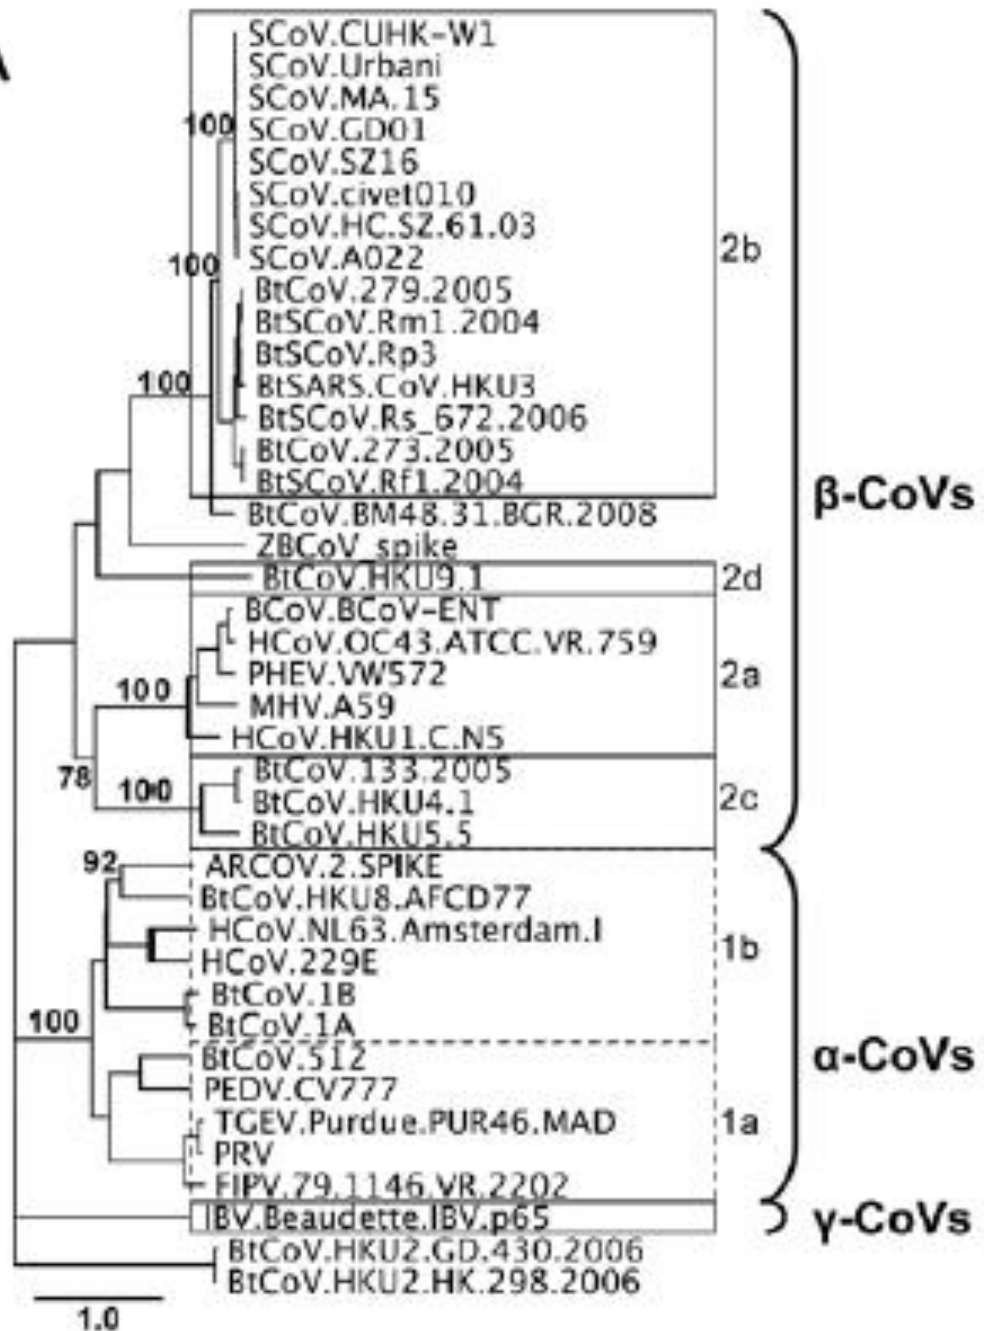 A
SCoV.CUHK-W1
SCoV.Urbani
SCoV.MA.15
100
SCoV.GD01
SCoV.SZ16
SCoV.civet010
SCoV.HC.SZ.61.03
2b
SCoV.A022
100
BtCoV.279.2005
BtSCoV.Rm1.2004
BtSCoV.Rp3
100
BtSARS.CoV.HKU3
BtSCoV.Rs_672.2006
BtCoV.273.2005
BtSCoV.Rf1.2004
β-CoVs
BtCoV.BM48.31.BGR.2008
ZBCoV_spike
BtCoV.HKU9.1
2d
BCoV.BCoV-ENT
HCoV.OC43.ATCC.VR.759
PHEV.VW572
2a
100
MHV.A59
HCoV.HKU1.C.N5
78
BtCoV.133.2005
100
BtCoV.HKU4.1
2c
BtCoV.HKU5.5
92
ARCOV.2.SPIKE
BtCoV.HKU8.AFCD77
HCoV.NL63.Amsterdam.I
1b
HCoV.229E
BtCoV.1B
100
BtCoV.1A
BtCoV.512
α-CoVs
PEDV.CV777
TGEV.Purdue.PUR46.MAD
1a
PRV
FIPV.79.1146.VR.2202
IBV.Beaudette.IBV.p65
γ-CoVs
BtCoV.HKU2.GD.430.2006
BtCoV.HKU2.HK.298.2006
1.0